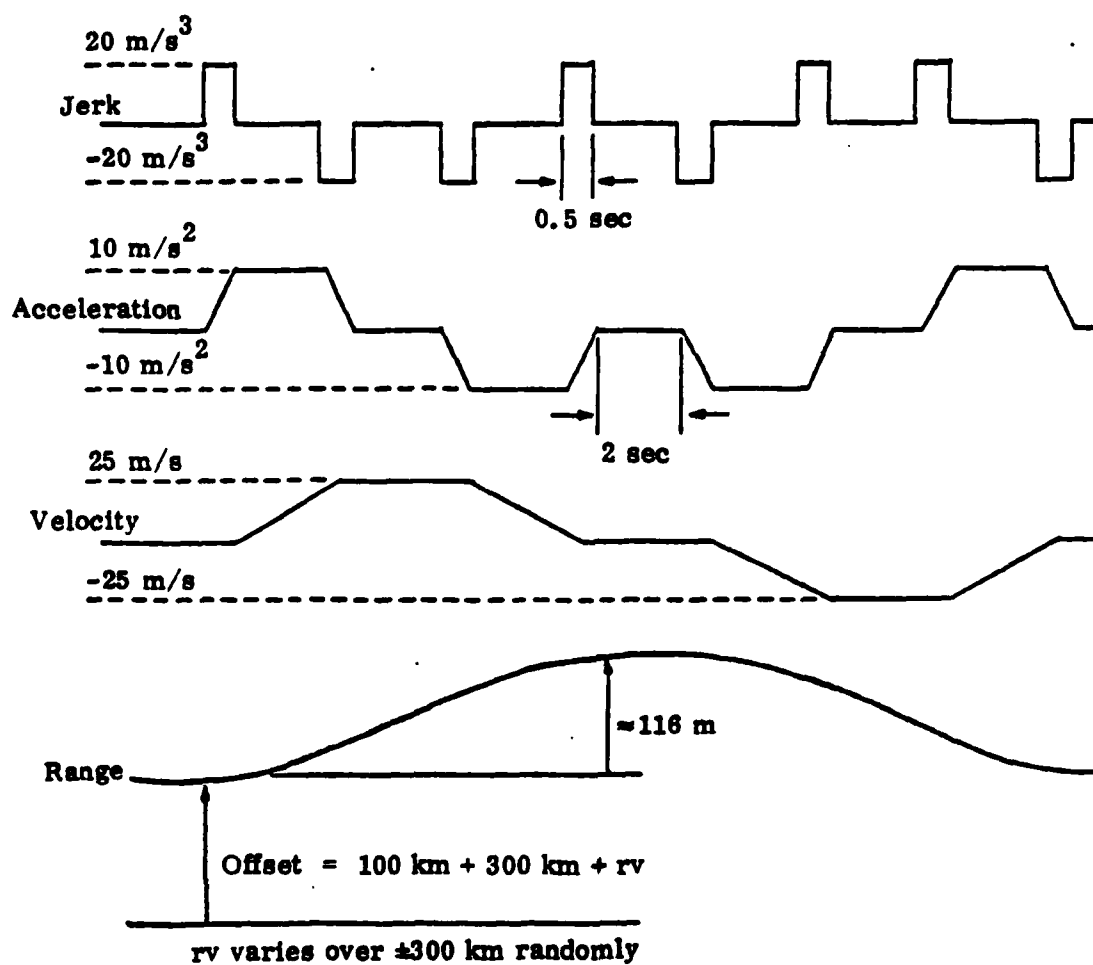 20 m/s³
Jerk
-20 m/s³
0.5 sec
10 m/s²
Acceleration
-10 m/s²
2 sec
25 m/s
Velocity
-25 m/s
≈116 m
Range
Offset = 100 km + 300 km + rv
rv varies over ±300 km randomly